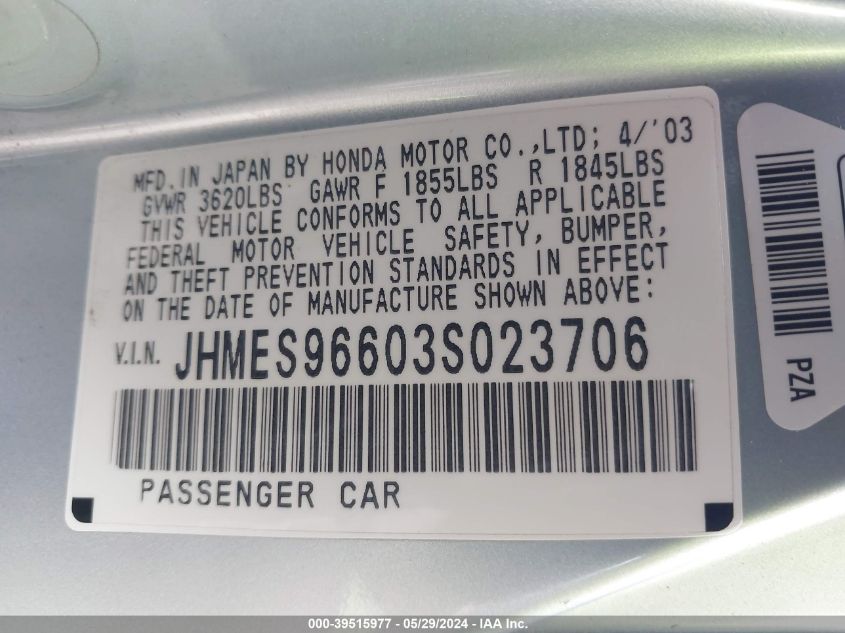 MFD. IN JAPAN BY HONDA MOTOR CO.,LTD; 4/'03
GVWR 3620LBS GAWR F 1855LBS R 1845LBS
THIS VEHICLE CONFORMS TO ALL APPLICABLE
FEDERAL MOTOR VEHICLE SAFETY, BUMPER,
AND THEFT PREVENTION STANDARDS IN EFFECT
ON THE DATE OF MANUFACTURE SHOWN ABOVE:
V.I.N. JHMES96603S023706
PASSENGER CAR
PZA
000-39515977 - 05/29/2024 - IAA Inc.